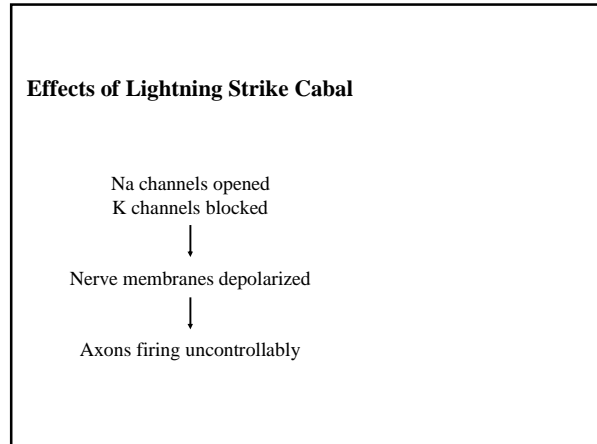 Effects of Lightning Strike Cabal
Na channels opened
K channels blocked
Nerve membranes depolarized
Axons firing uncontrollably